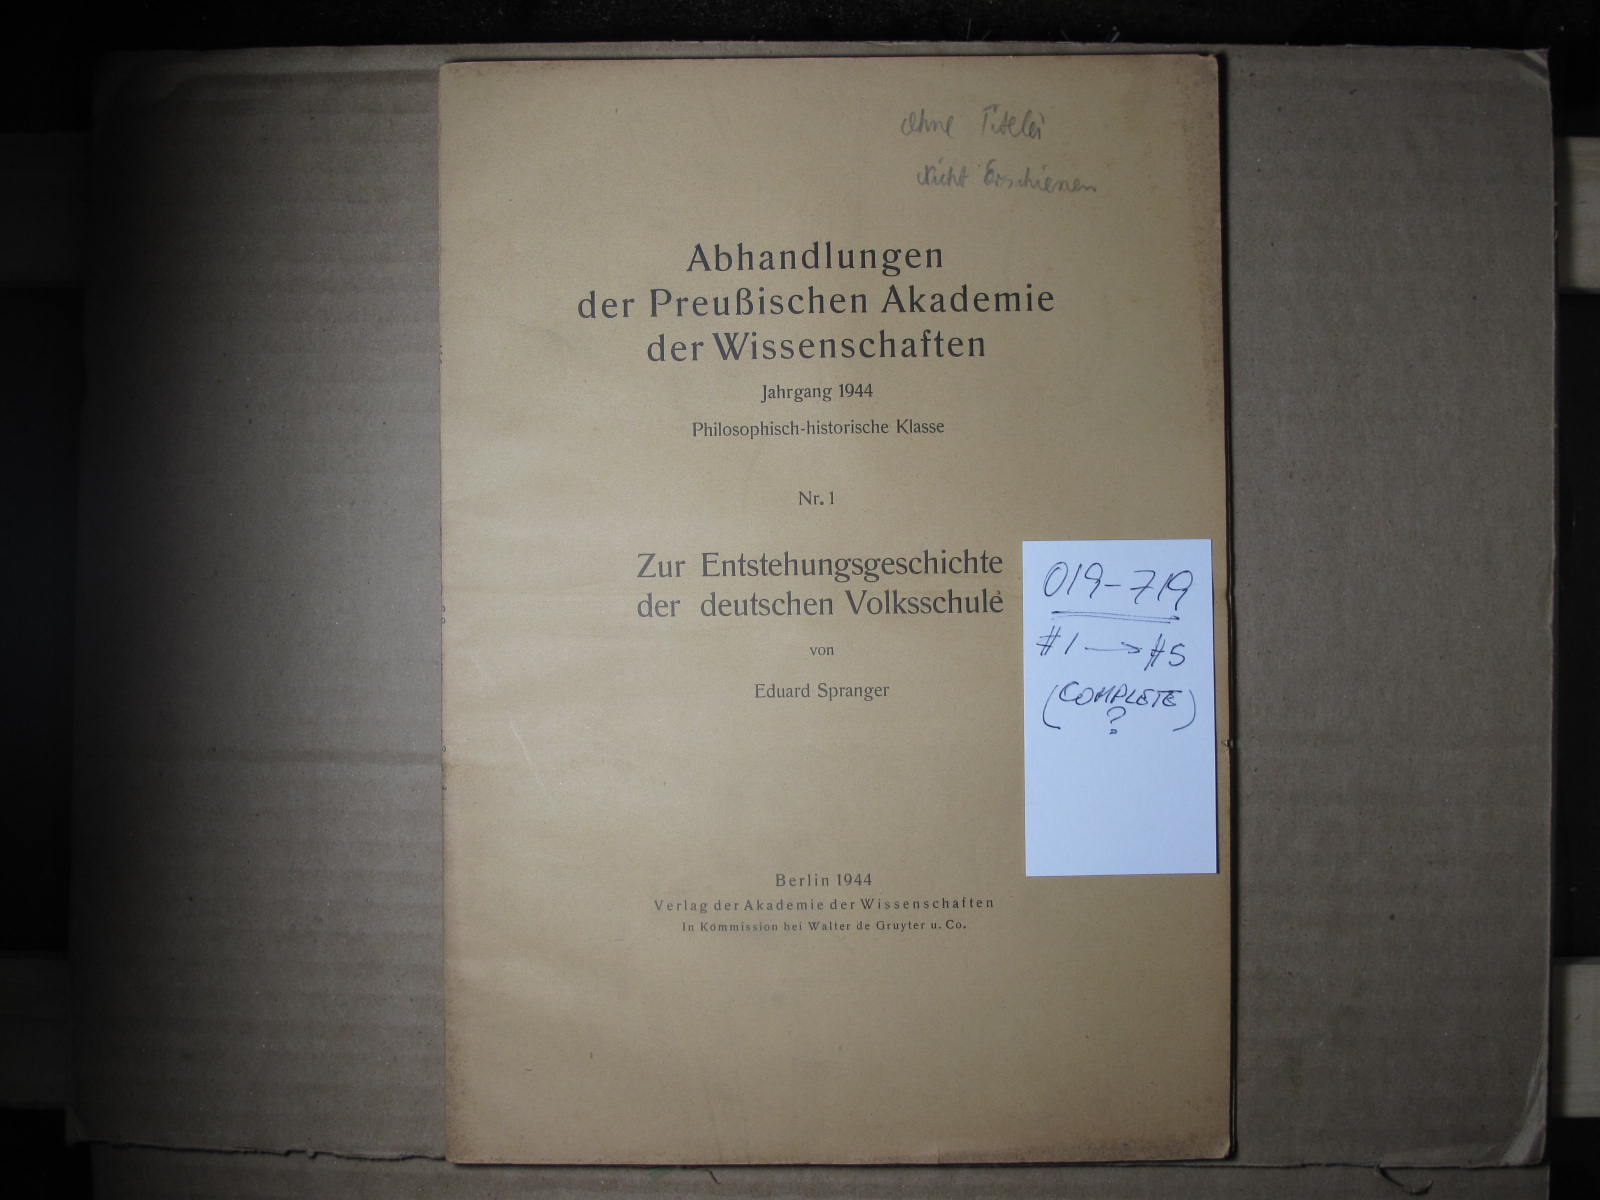 ohne Titelei
nicht Erschienen
Abhandlungen
der Preußischen Akademie
der Wissenschaften
Jahrgang 1944
Philosophisch-historische Klasse
Nr. 1
Zur Entstehungsgeschichte
der deutschen Volksschule
von
Eduard Spranger
Berlin 1944
Verlag der Akademie der Wissenschaften
In Kommission bei Walter de Gruyter u. Co.
019-719
#1 → #5
(COMPLETE)
?